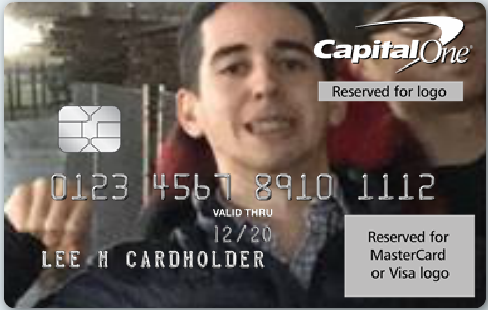 Capital One
Reserved for logo
0123 4567 8910 1112
VALID THRU
12/20
LEE M CARDHOLDER
Reserved for
MasterCard
or Visa logo